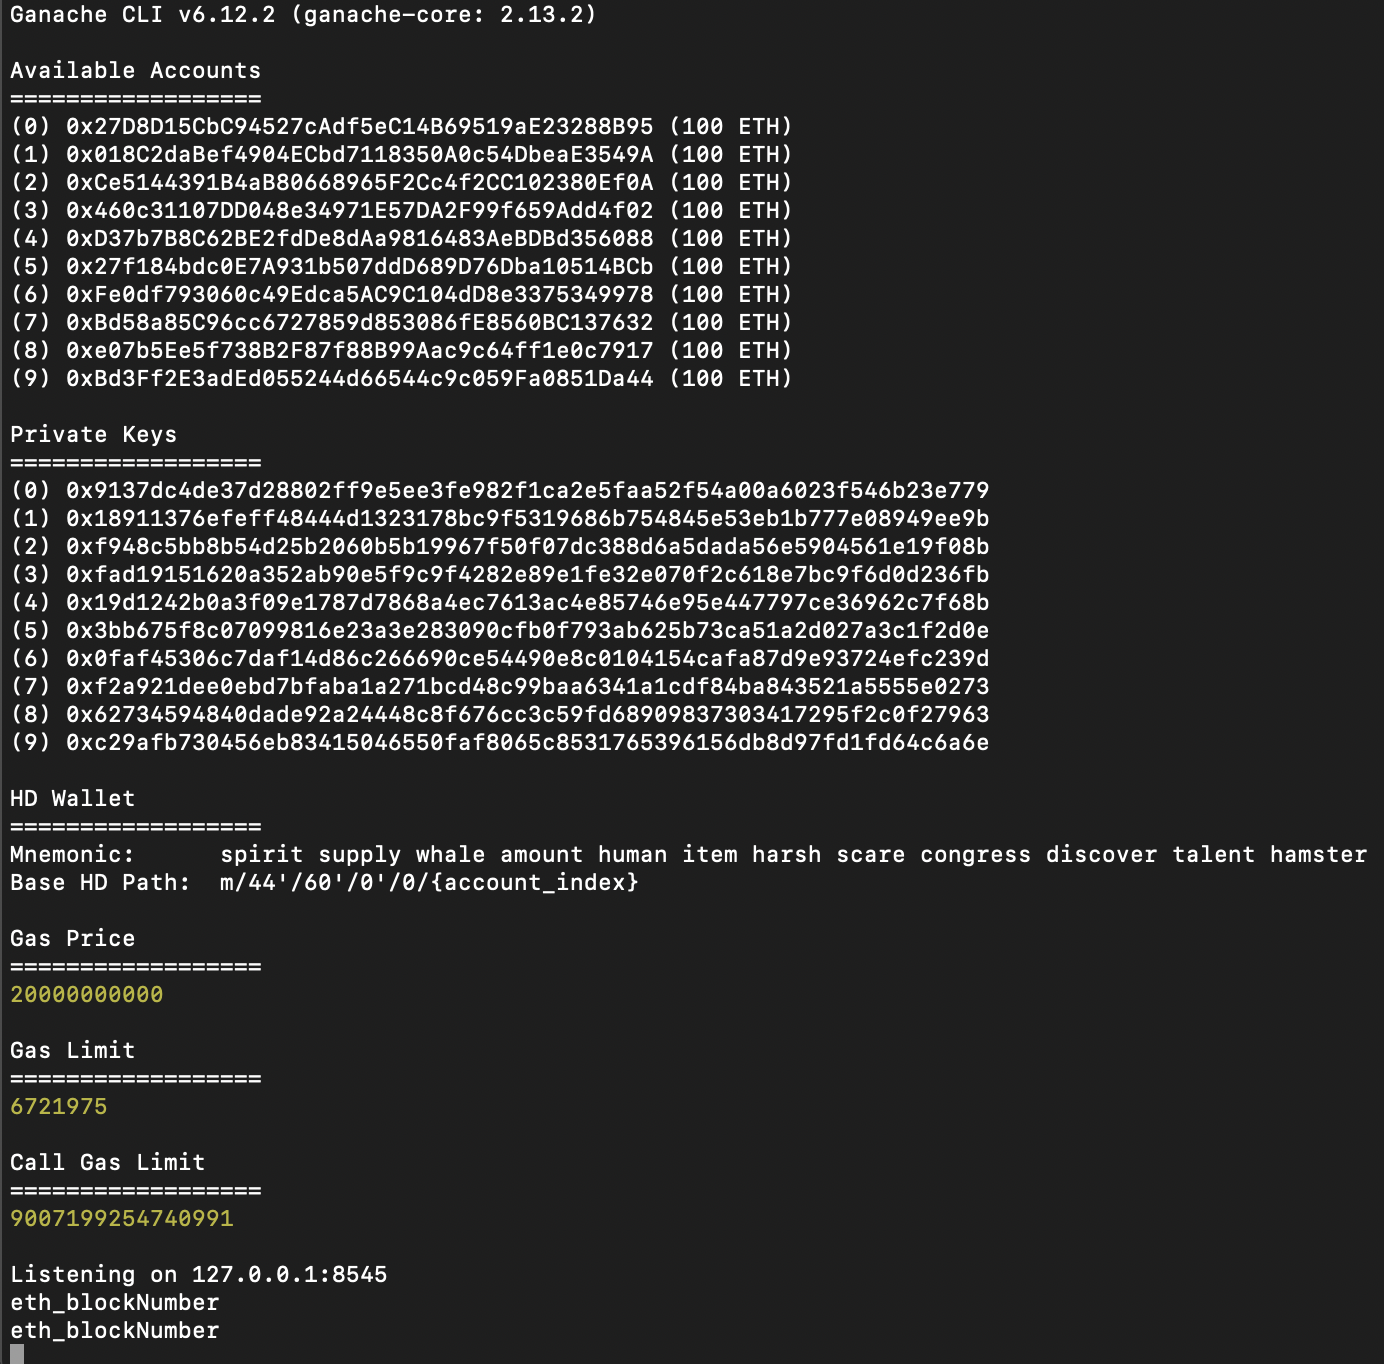 Ganache CLI v6.12.2 (ganache-core: 2.13.2)
Available Accounts
==================
(0) 0x27D8D15CbC94527cAdf5eC14B69519aE23288B95 (100 ETH)
(1) 0x018C2daBef4904ECbd7118350A0c54DbeaE3549A (100 ETH)
(2) 0xCe5144391B4aB80668965F2Cc4f2CC102380Ef0A (100 ETH)
(3) 0x460c31107DD048e34971E57DA2F99f659Add4f02 (100 ETH)
(4) 0xD37b7B8C62BE2fdDe8dAa9816483AeBDBd356088 (100 ETH)
(5) 0x27f184bdc0E7A931b507ddD689D76Dba10514BCb (100 ETH)
(6) 0xFe0df793060c49Edca5AC9C104dD8e3375349978 (100 ETH)
(7) 0xBd58a85C96cc6727859d853086fE8560BC137632 (100 ETH)
(8) 0xe07b5Ee5f738B2F87f88B99Aac9c64ff1e0c7917 (100 ETH)
(9) 0xBd3Ff2E3adEd055244d66544c9c059Fa0851Da44 (100 ETH)
Private Keys
==================
(0) 0x9137dc4de37d28802ff9e5ee3fe982f1ca2e5faa52f54a00a6023f546b23e779
(1) 0x18911376efeff48444d1323178bc9f5319686b754845e53eb1b777e08949ee9b
(2) 0xf948c5bb8b54d25b2060b5b19967f50f07dc388d6a5dada56e5904561e19f08b
(3) 0xfad19151620a352ab90e5f9c9f4282e89e1fe32e070f2c618e7bc9f6d0d236fb
(4) 0x19d1242b0a3f09e1787d7868a4ec7613ac4e85746e95e447797ce36962c7f68b
(5) 0x3bb675f8c07099816e23a3e283090cfb0f793ab625b73ca51a2d027a3c1f2d0e
(6) 0x0faf45306c7daf14d86c266690ce54490e8c0104154cafa87d9e93724efc239d
(7) 0xf2a921dee0ebd7bfaba1a271bcd48c99baa6341a1cdf84ba843521a5555e0273
(8) 0x62734594840dade92a24448c8f676cc3c59fd68909837303417295f2c0f27963
(9) 0xc29afb730456eb83415046550faf8065c8531765396156db8d97fd1fd64c6a6e
HD Wallet
==================
Mnemonic:      spirit supply whale amount human item harsh scare congress discover talent hamster
Base HD Path:  m/44'/60'/0'/0/{account_index}
Gas Price
==================
20000000000
Gas Limit
==================
6721975
Call Gas Limit
==================
9007199254740991
Listening on 127.0.0.1:8545
eth_blockNumber
eth_blockNumber